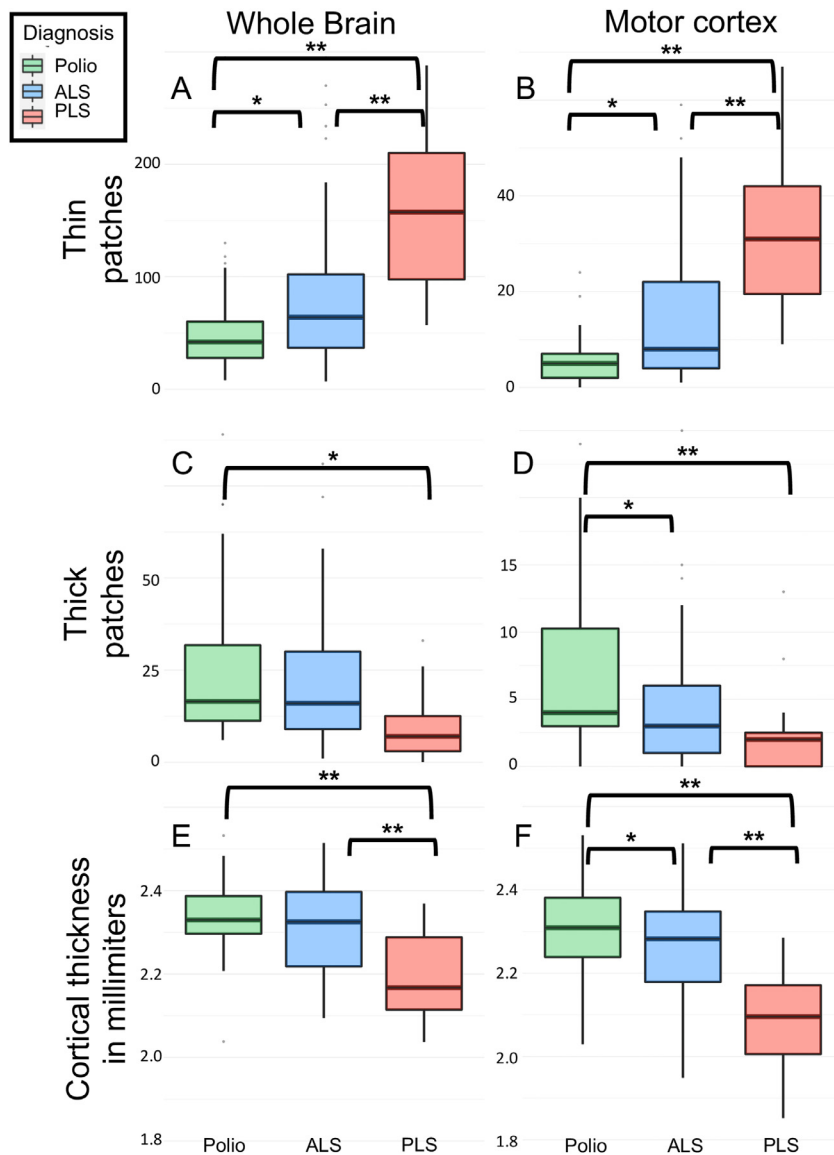 Diagnosis
Polio
ALS
PLS
Whole Brain
Motor cortex
A
**
*
**
B
**
*
**
Thin
patches
200
100
0
40
20
0
C
*
D
**
*
Thick
patches
50
25
0
15
10
5
0
E
**
**
F
**
*
**
Cortical thickness
in millimiters
2.4
2.2
2.0
1.8
2.4
2.2
2.0
1.8
Polio ALS PLS
Polio ALS PLS